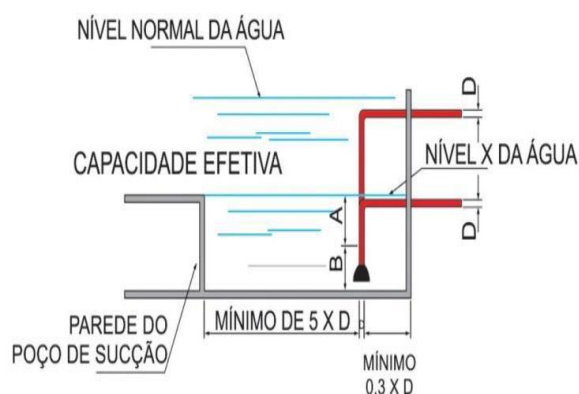 NÍVEL NORMAL DA ÁGUA
D
CAPACIDADE EFETIVA
NÍVEL X DA ÁGUA
A
D
B
MÍNIMO DE 5 X D
D
PAREDE DO
POÇO DE SUCÇÃO
MÍNIMO
0.3 X D